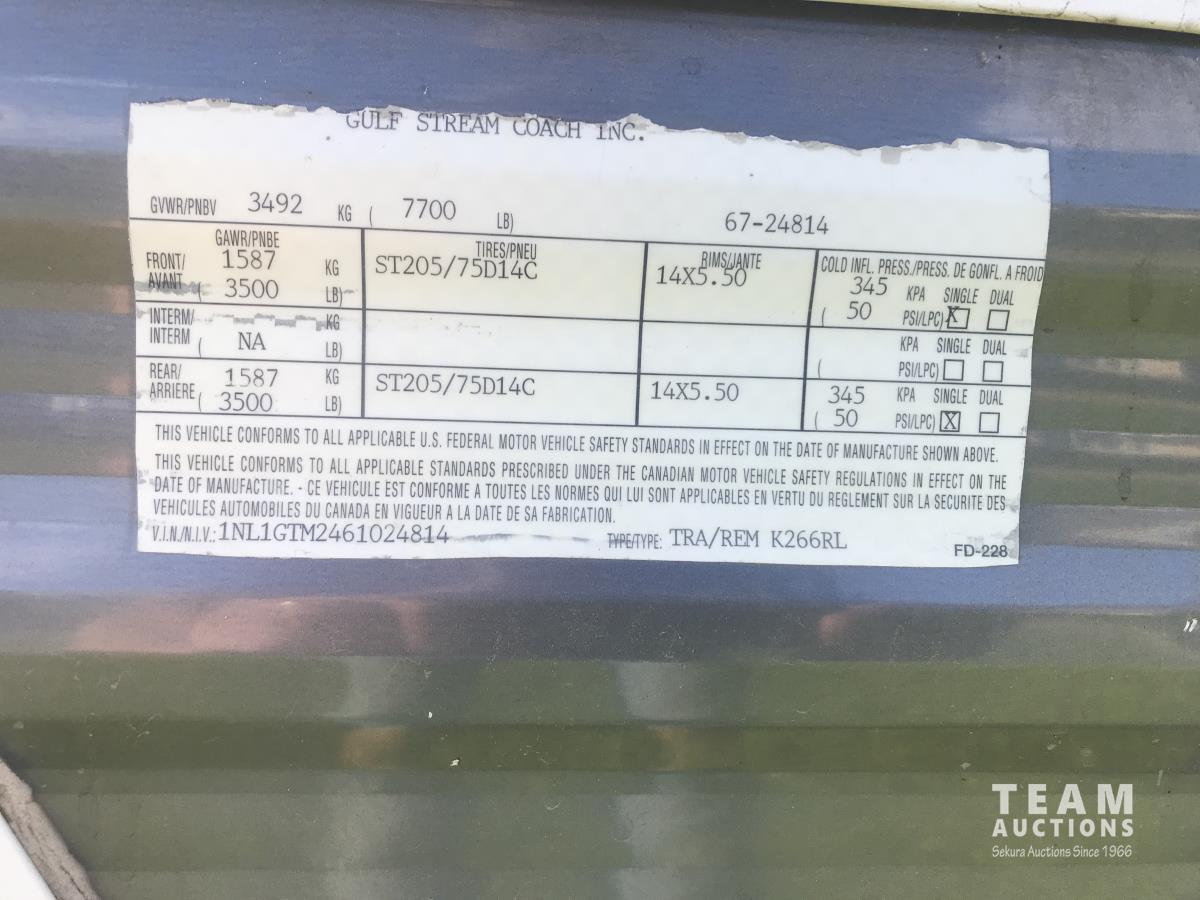 GULF STREAM COACH INC.
GVWR/PNBV 3492 KG ( 7700 LB) 67-24814
GAWR/PNBE TIRES/PNEU RIMS/JANTE COLD INFL. PRESS./PRESS. DE GONFL. A FROID
FRONT/ 1587 KG ST205/75D14C 14X5.50 345 KPA SINGLE DUAL
AVANT ( 3500 LB) ( 50 PSI/LPC) X
INTERM/ KG KPA SINGLE DUAL
INTERM ( NA LB) ( PSI/LPC)
REAR/ 1587 KG ST205/75D14C 14X5.50 345 KPA SINGLE DUAL
ARRIERE ( 3500 LB) ( 50 PSI/LPC) X
THIS VEHICLE CONFORMS TO ALL APPLICABLE U.S. FEDERAL MOTOR VEHICLE SAFETY STANDARDS IN EFFECT ON THE DATE OF MANUFACTURE SHOWN ABOVE.
THIS VEHICLE CONFORMS TO ALL APPLICABLE STANDARDS PRESCRIBED UNDER THE CANADIAN MOTOR VEHICLE SAFETY REGULATIONS IN EFFECT ON THE
DATE OF MANUFACTURE. - CE VEHICULE EST CONFORME A TOUTES LES NORMES QUI LUI SONT APPLICABLES EN VERTU DU REGLEMENT SUR LA SECURITE DES
VEHICULES AUTOMOBILES DU CANADA EN VIGUEUR A LA DATE DE SA FABRICATION.
V.I.N./N.I.V.: 1NL1GTM2461024814 TYPE/TYPE: TRA/REM K266RL FD-228
TEAM
AUCTIONS
Sekura Auctions Since 1966